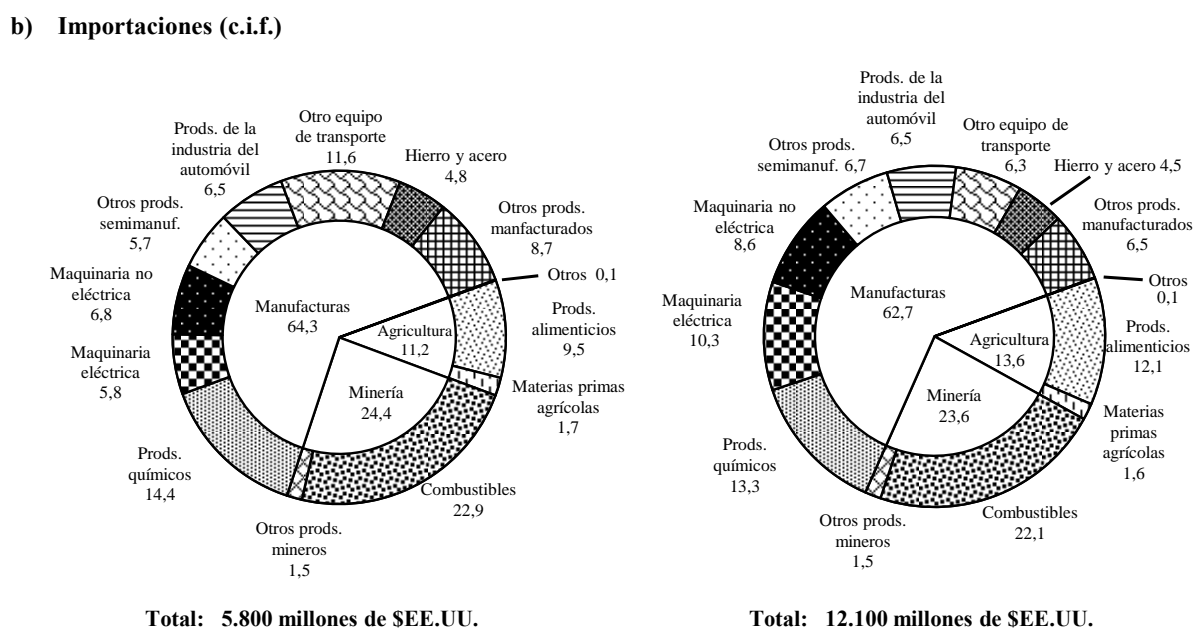 b) Importaciones (c.i.f.)
Otro equipo
de transporte
11,6
Prods. de la
industria del
automóvil
6,5
Hierro y acero
4,8
Otros prods.
semimanuf.
5,7
Otros prods.
manfacturados
8,7
Maquinaria no
eléctrica
6,8
Otros 0,1
Manufacturas
64,3
Agricultura
11,2
Prods.
alimenticios
9,5
Maquinaria
eléctrica
5,8
Minería
24,4
Materias primas
agrícolas
1,7
Prods.
químicos
14,4
Combustibles
22,9
Otros prods.
mineros
1,5
Total: 5.800 millones de $EE.UU.
Prods. de la
industria del
automóvil
6,5
Otro equipo de
transporte
6,3
Otros prods.
semimanuf. 6,7
Hierro y acero 4,5
Maquinaria no
eléctrica
8,6
Otros prods.
manufacturados
6,5
Otros
0,1
Manufacturas
62,7
Maquinaria
eléctrica
10,3
Agricultura
13,6
Prods.
alimenticios
12,1
Minería
23,6
Materias
primas
agrícolas
1,6
Prods.
químicos
13,3
Combustibles
22,1
Otros prods.
mineros
1,5
Total: 12.100 millones de $EE.UU.